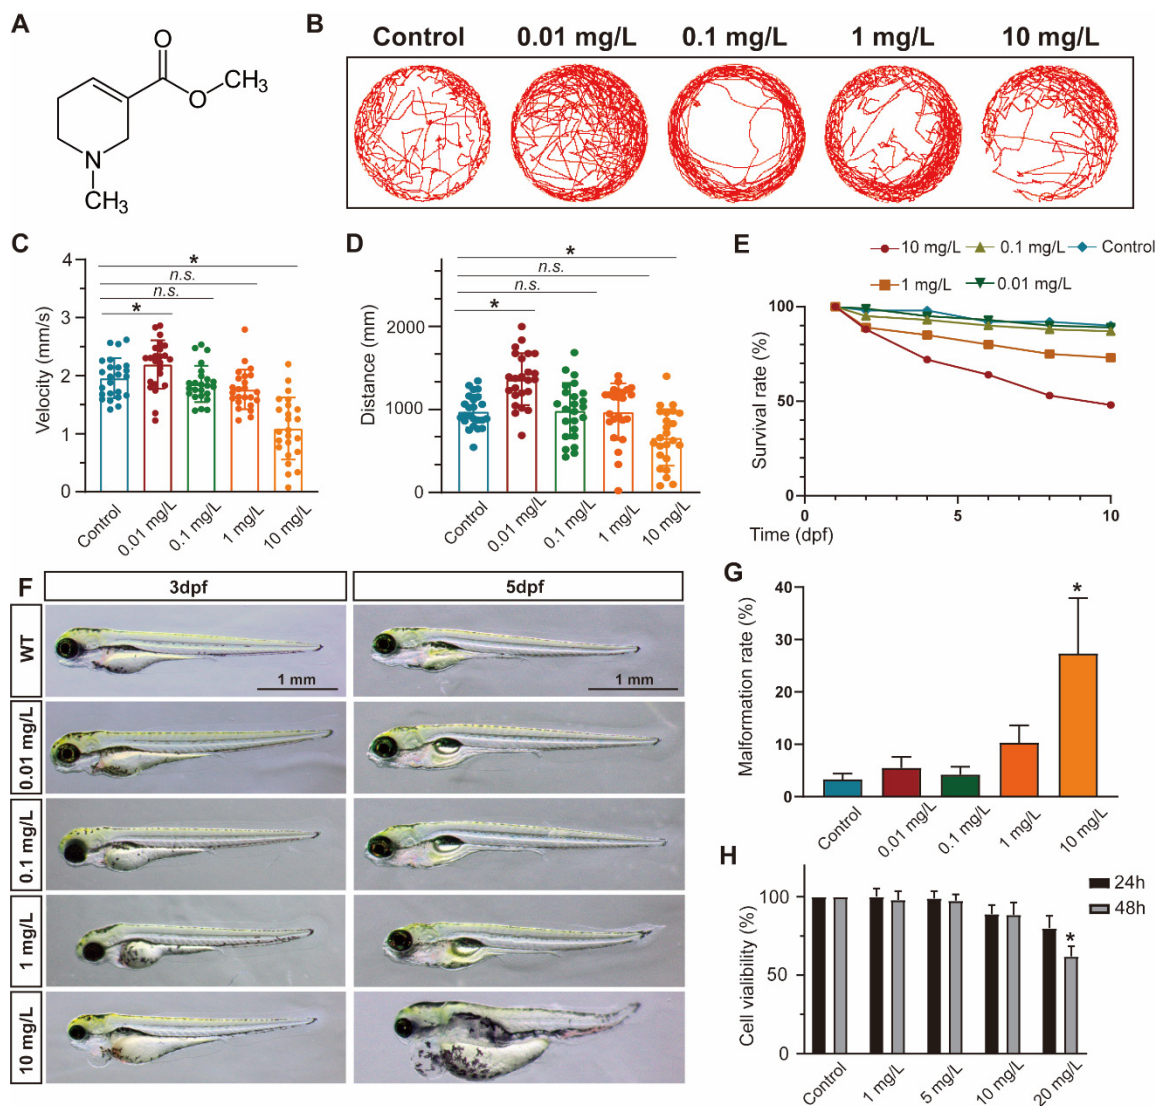 A
O
O
CH3
N
CH3
B
Control 0.01 mg/L 0.1 mg/L 1 mg/L 10 mg/L
C
Velocity (mm/s)
4
3
2
1
0
*
n.s.
n.s.
*
Control 0.01 mg/L 0.1 mg/L 1 mg/L 10 mg/L
D
Distance (mm)
2000
1000
0
*
n.s.
n.s.
*
Control 0.01 mg/L 0.1 mg/L 1 mg/L 10 mg/L
E
10 mg/L 0.1 mg/L Control
1 mg/L 0.01 mg/L
Survival rate (%)
100
50
0
0 5 10
Time (dpf)
F
3dpf 5dpf
WT
1 mm 1 mm
0.01 mg/L
0.1 mg/L
1 mg/L
10 mg/L
G
Malformation rate (%)
40
30
20
10
0
*
Control 0.01 mg/L 0.1 mg/L 1 mg/L 10 mg/L
H
24h
48h
Cell vialibility (%)
100
50
0
*
Control 1 mg/L 5 mg/L 10 mg/L 20 mg/L